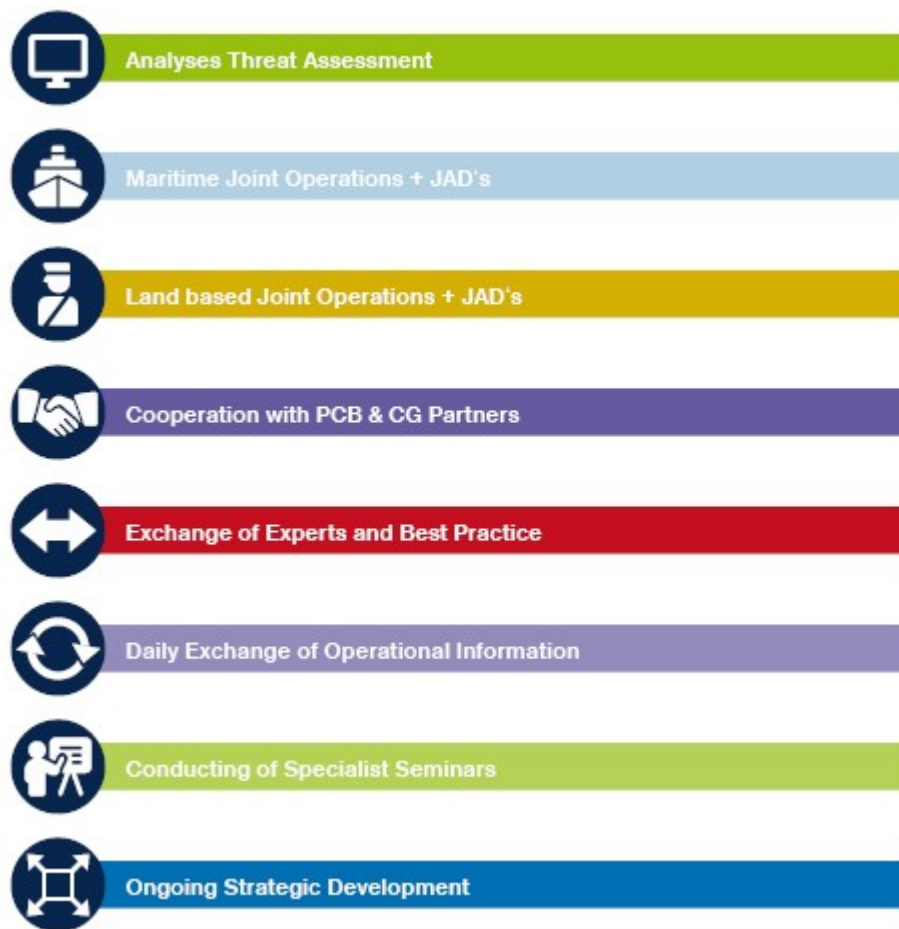 Analyses Threat Assessment
Maritime Joint Operations + JAD‘s
Land based Joint Operations + JAD‘s
Cooperation with PCB & CG Partners
Exchange of Experts and Best Practice
Daily Exchange of Operational Information
Conducting of Specialist Seminars
Ongoing Strategic Development